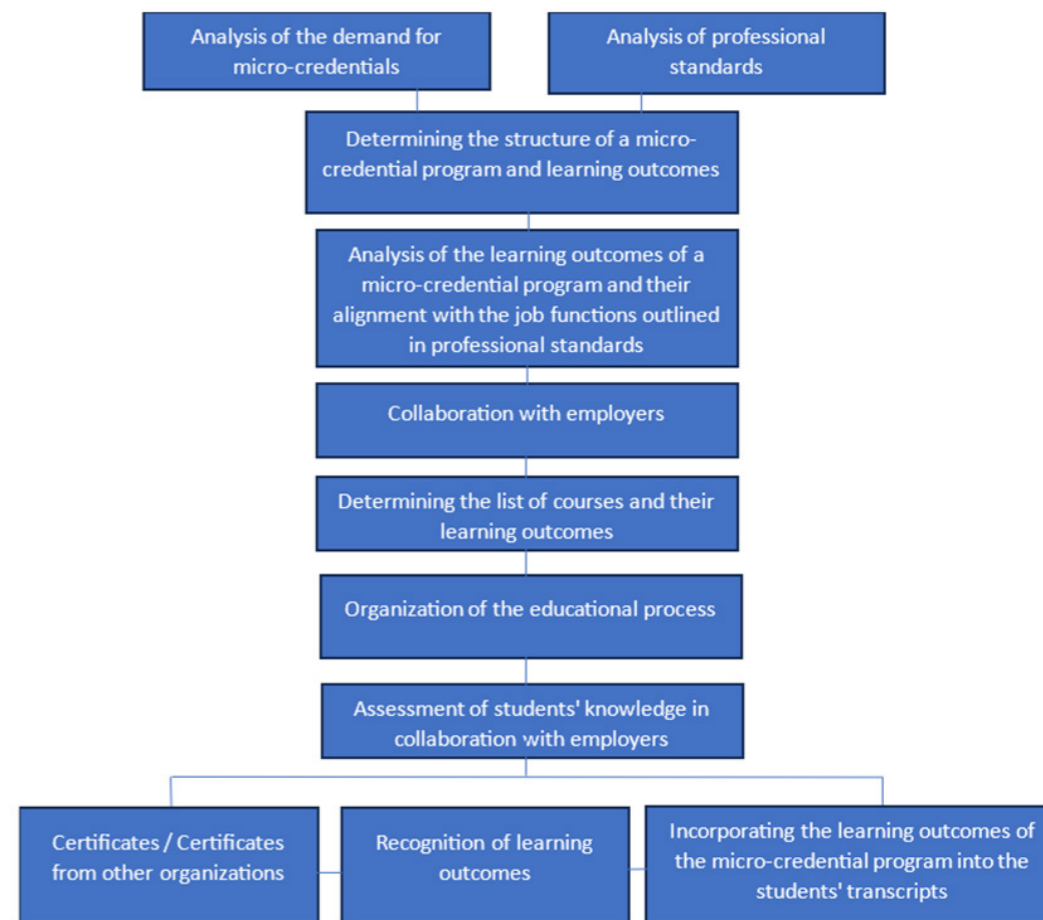 Analysis of the demand for
micro-credentials
Analysis of professional
standards
Determining the structure of a micro-
credential program and learning outcomes
Analysis of the learning outcomes of a
micro-credential program and their
alignment with the job functions outlined
in professional standards
Collaboration with employers
Determining the list of courses and their
learning outcomes
Organization of the educational process
Assessment of students' knowledge in
collaboration with employers
Certificates / Certificates
from other organizations
Recognition of learning
outcomes
Incorporating the learning outcomes of
the micro-credential program into the
students' transcripts